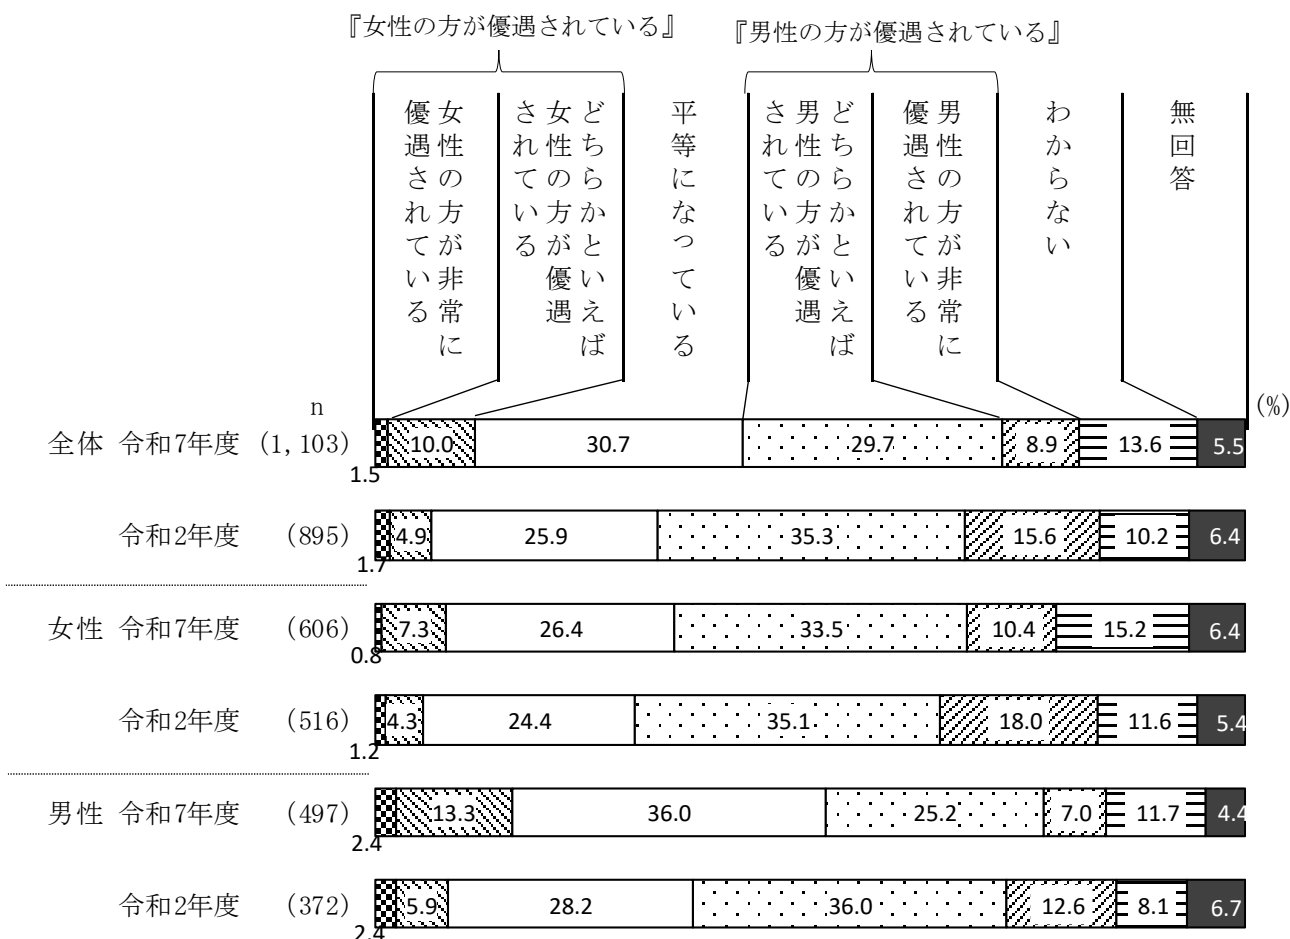 『女性の方が優遇されている』
『男性の方が優遇されている』
女性の方が非常に
優遇されている
どちらかといえば
女性の方が優遇
されている
平等になっている
どちらかといえば
男性の方が優遇
されている
男性の方が非常に
優遇されている
わからない
無回答
(%)
n
全体 令和7年度 (1,103) 1.5 10.0 30.7 29.7 8.9 13.6 5.5
令和2年度 (895) 1.7 4.9 25.9 35.3 15.6 10.2 6.4
女性 令和7年度 (606) 0.8 7.3 26.4 33.5 10.4 15.2 6.4
令和2年度 (516) 1.2 4.3 24.4 35.1 18.0 11.6 5.4
男性 令和7年度 (497) 2.4 13.3 36.0 25.2 7.0 11.7 4.4
令和2年度 (372) 2.4 5.9 28.2 36.0 12.6 8.1 6.7